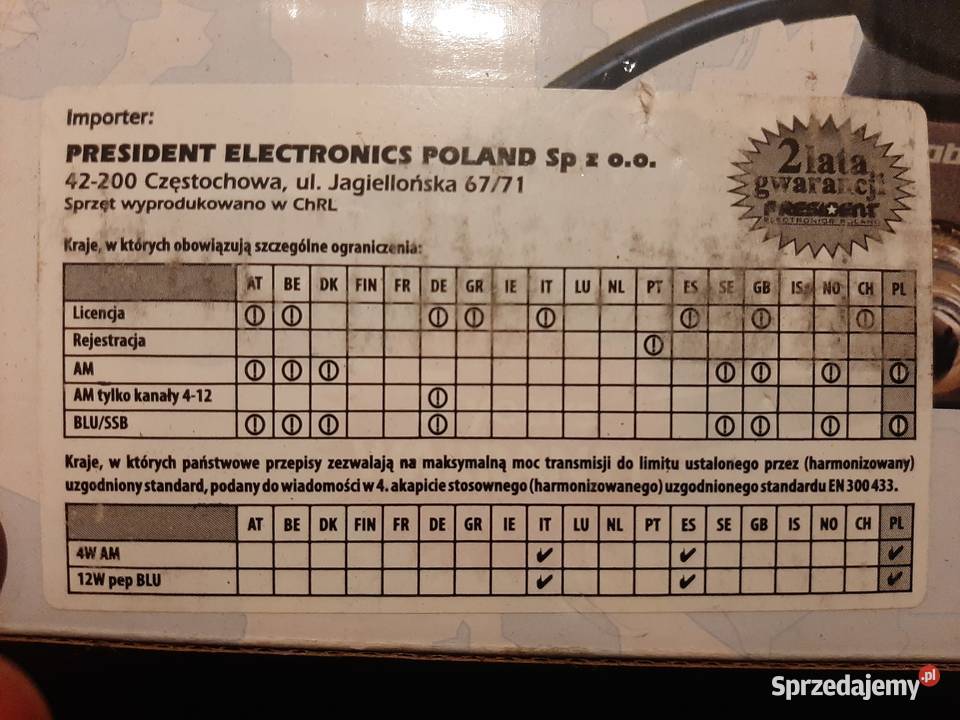 Importer:
PRESIDENT ELECTRONICS POLAND Sp z o.o.
42-200 Częstochowa, ul. Jagiellońska 67/71
Sprzęt wyprodukowano w ChRL
2 lata
gwarancji
PRESIDENT
ELECTRONICS POLAND
Kraje, w których obowiązują szczególne ograniczenia:
AT BE DK FIN FR DE GR IE IT LU NL PT ES SE GB IS NO CH PL
Licencja
Rejestracja
AM
AM tylko kanały 4-12
BLU/SSB
Kraje, w których państwowe przepisy zezwalają na maksymalną moc transmisji do limitu ustalonego przez (harmonizowany)
uzgodniony standard, podany do wiadomości w 4. akapicie stosownego (harmonizowanego) uzgodnionego standardu EN 300 433.
AT BE DK FIN FR DE GR IE IT LU NL PT ES SE GB IS NO CH PL
4W AM ✔ ✔ ✔
12W pep BLU ✔ ✔ ✔
Sprzedajemy.pl